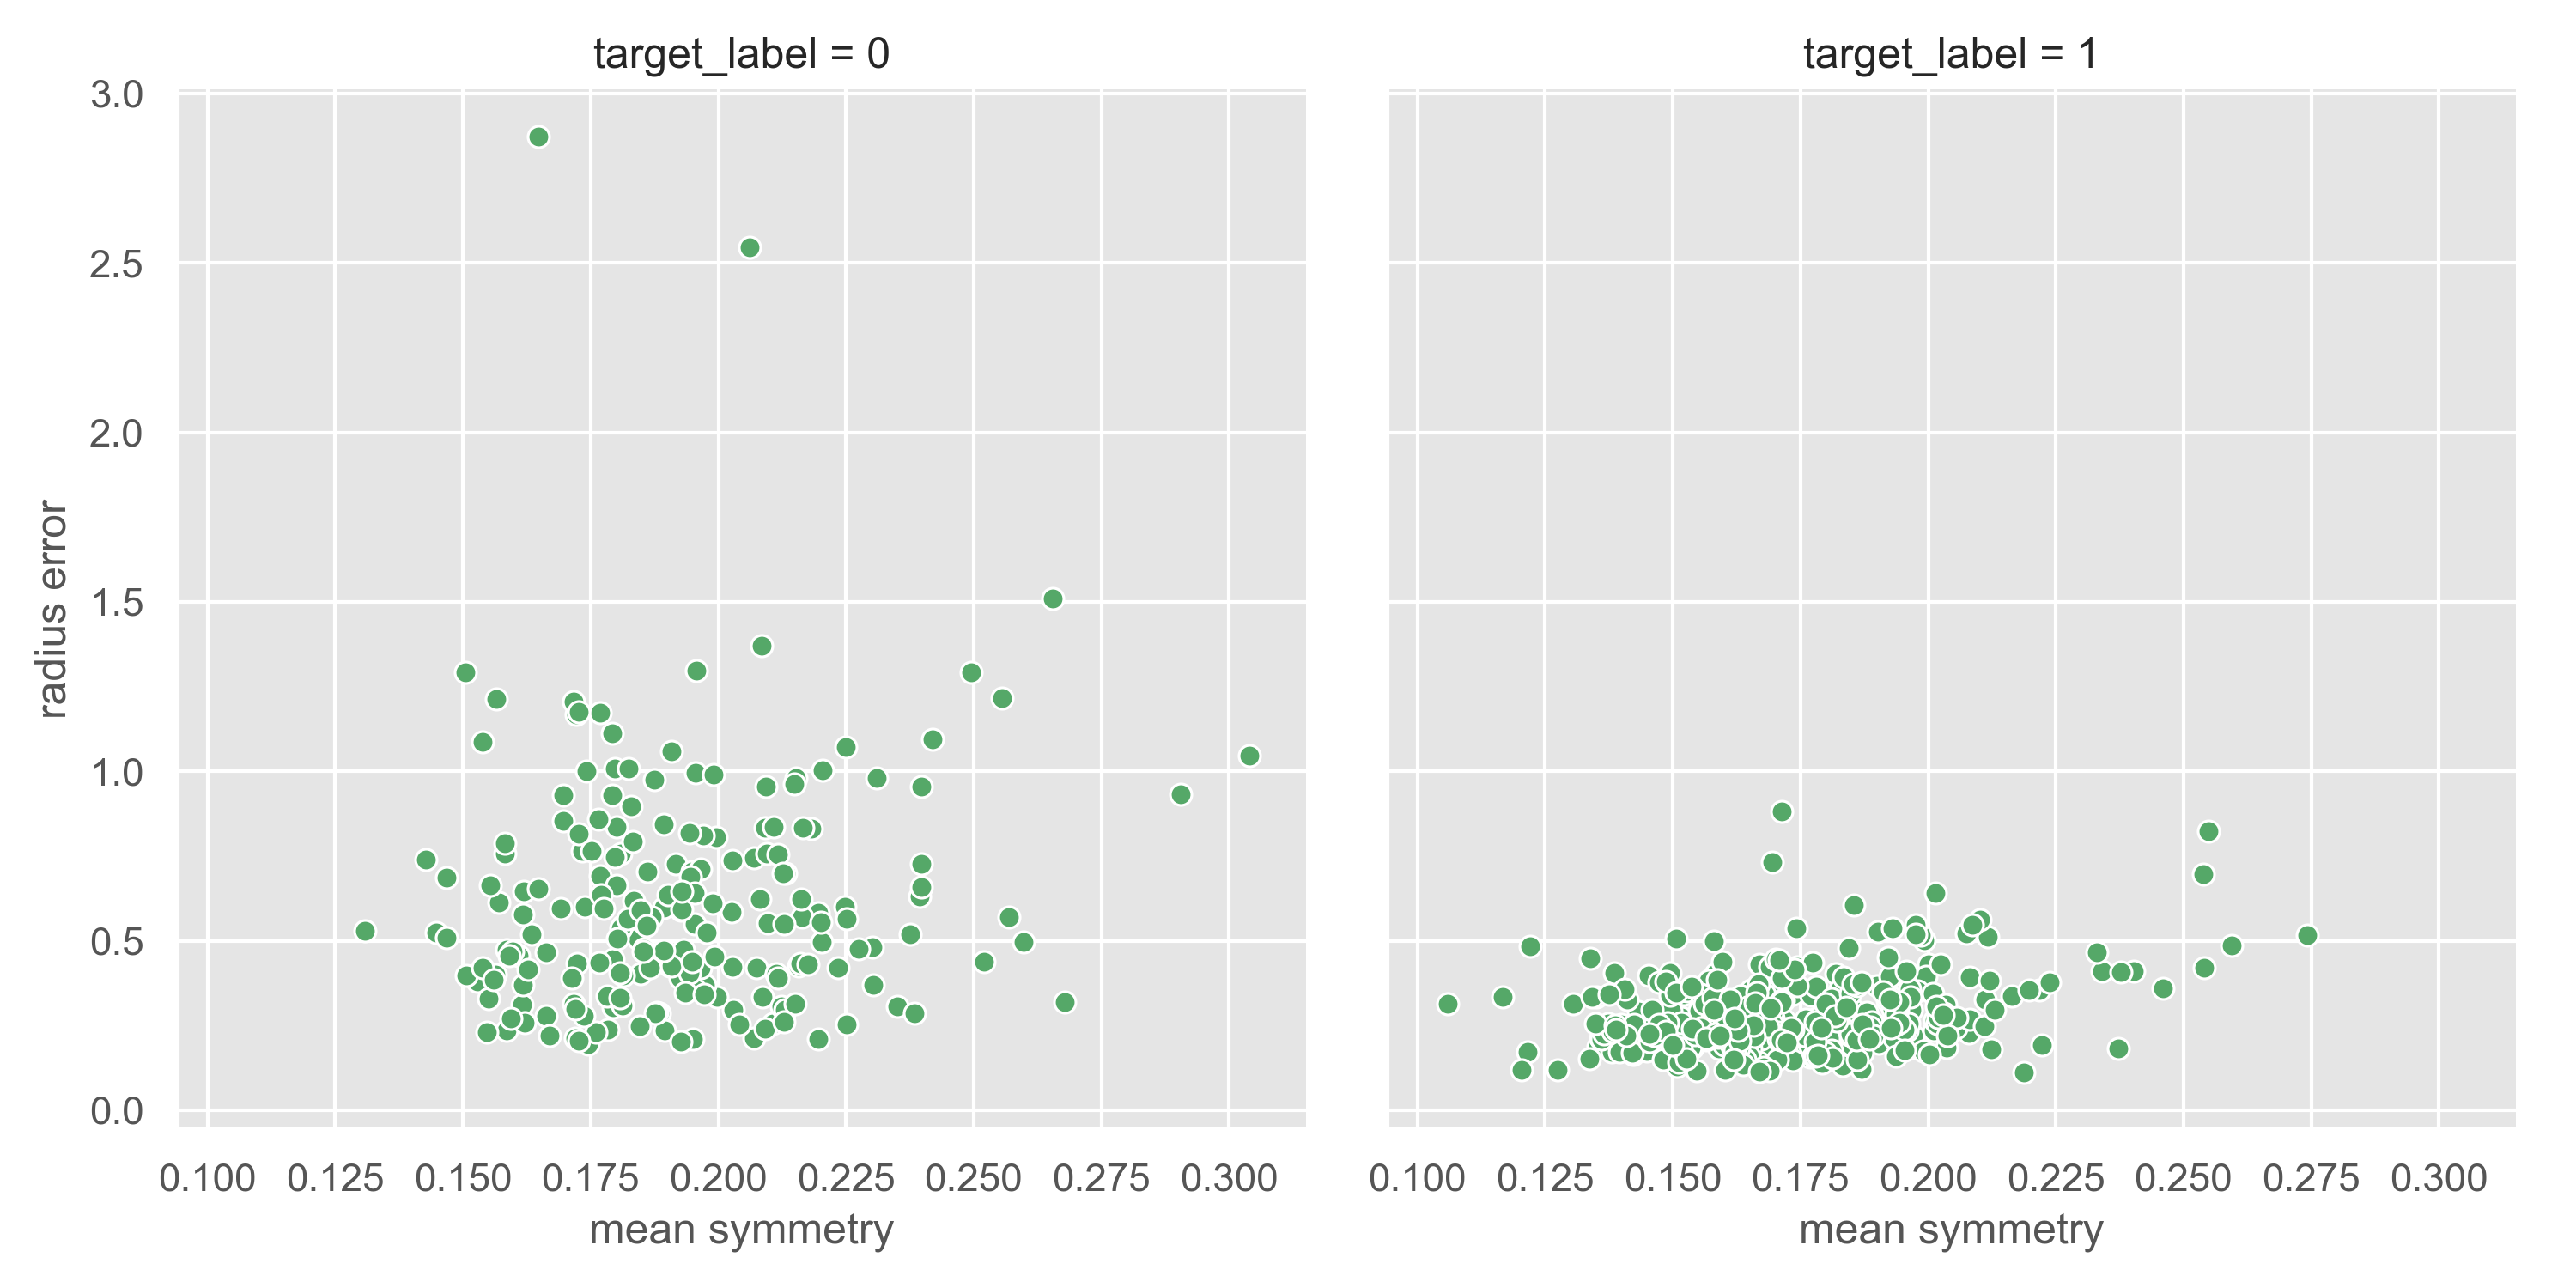 target_label = 0
target_label = 1
3.0
2.5
2.0
1.5
1.0
0.5
0.0
radius error
0.100 0.125 0.150 0.175 0.200 0.225 0.250 0.275 0.300
0.100 0.125 0.150 0.175 0.200 0.225 0.250 0.275 0.300
mean symmetry
mean symmetry